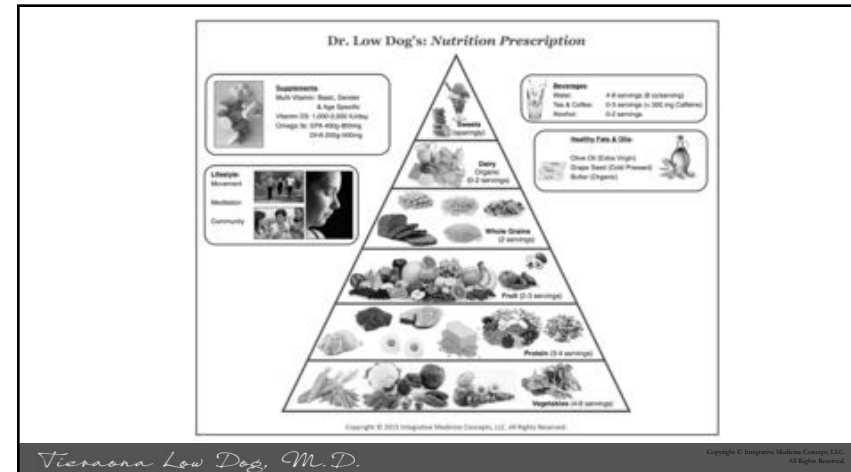 Dr. Low Dog's: Nutrition Prescription
Supplements:
Multi-Vitamin: Basic, Gender
& Age Specific
Vitamin D3: 1,000-2,000 IU/day
Omega 3s: EPA 400g-800mg
DHA 200g-500mg
Lifestyle:
Movement
Meditation
Community
Beverages:
Water: 4-8 servings (8 oz/serving)
Tea & Coffee: 0-3 servings (< 300 mg Caffeine)
Alcohol: 0-2 servings
Healthy Fats & Oils:
Olive Oil (Extra Virgin)
Grape Seed (Cold Pressed)
Butter (Organic)
Sweets
(sparingly)
Dairy
Organic
(0-2 servings)
Whole Grains
(2 servings)
Fruit (2-3 servings)
Protein (3-4 servings)
Vegetables (4-6 servings)
Copyright © 2015 Integrative Medicine Concepts, LLC. All Rights Reserved.
Tieraona Low Dog, M.D.
Copyright © Integrative Medicine Concept, LLC.
All Rights Reserved.